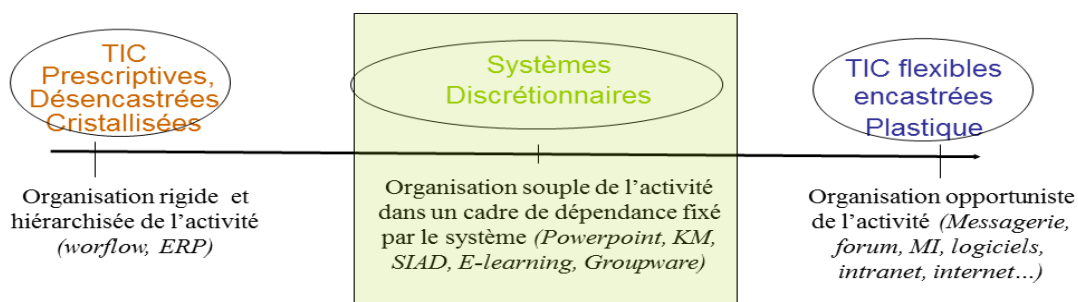 TIC
Prescriptives,
Désencastrées
Cristallisées
Systèmes
Discrétionnaires
TIC flexibles
encastrées
Plastique
Organisation rigide et
hiérarchisée de l’activité
(worflow, ERP)
Organisation souple de l’activité
dans un cadre de dépendance fixé
par le système (Powerpoint, KM,
SIAD, E-learning, Groupware)
Organisation opportuniste
de l’activité (Messagerie,
forum, MI, logiciels,
intranet, internet…)